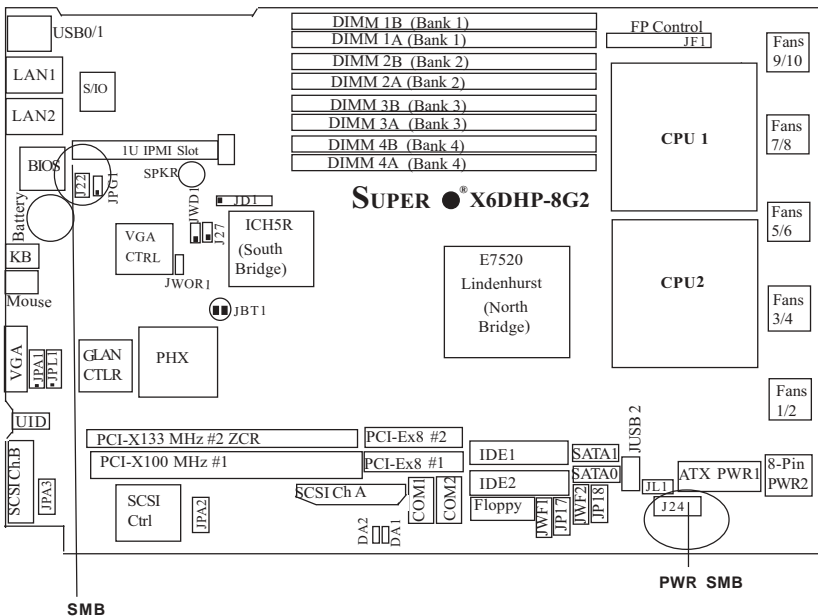 USB0/1
LAN1
LAN2
S/IO
DIMM 1B (Bank 1)
DIMM 1A (Bank 1)
DIMM 2B (Bank 2)
DIMM 2A (Bank 2)
DIMM 3B (Bank 3)
DIMM 3A (Bank 3)
DIMM 4B (Bank 4)
DIMM 4A (Bank 4)
FP Control
JF1
Fans
9/10
Fans
7/8
Fans
5/6
Fans
3/4
Fans
1/2
CPU 1
CPU2
1U IPMI Slot
BIOS
J22
JPG1
SPKR
JD1
SUPER ® X6DHP-8G2
Battery
JWD1
J27
VGA
CTRL
ICH5R
(South
Bridge)
JWOR1
KB
Mouse
E7520
Lindenhurst
(North
Bridge)
JBT1
VGA
JPA1
JPL1
GLAN
CTLR
PHX
UID
PCI-X133 MHz #2 ZCR
PCI-Ex8 #2
PCI-X100 MHz #1
PCI-Ex8 #1
IDE1
IDE2
SATA1
SATA0
JUSB 2
JL1
ATX PWR1
8-Pin
PWR2
SCSI Ch.B
JPA3
SCSI
Ctrl
JPA2
SCSI Ch A
DA2
DA1
COM1
COM2
Floppy
JWF1
JP17
JWF2
JP18
J24
SMB
PWR SMB